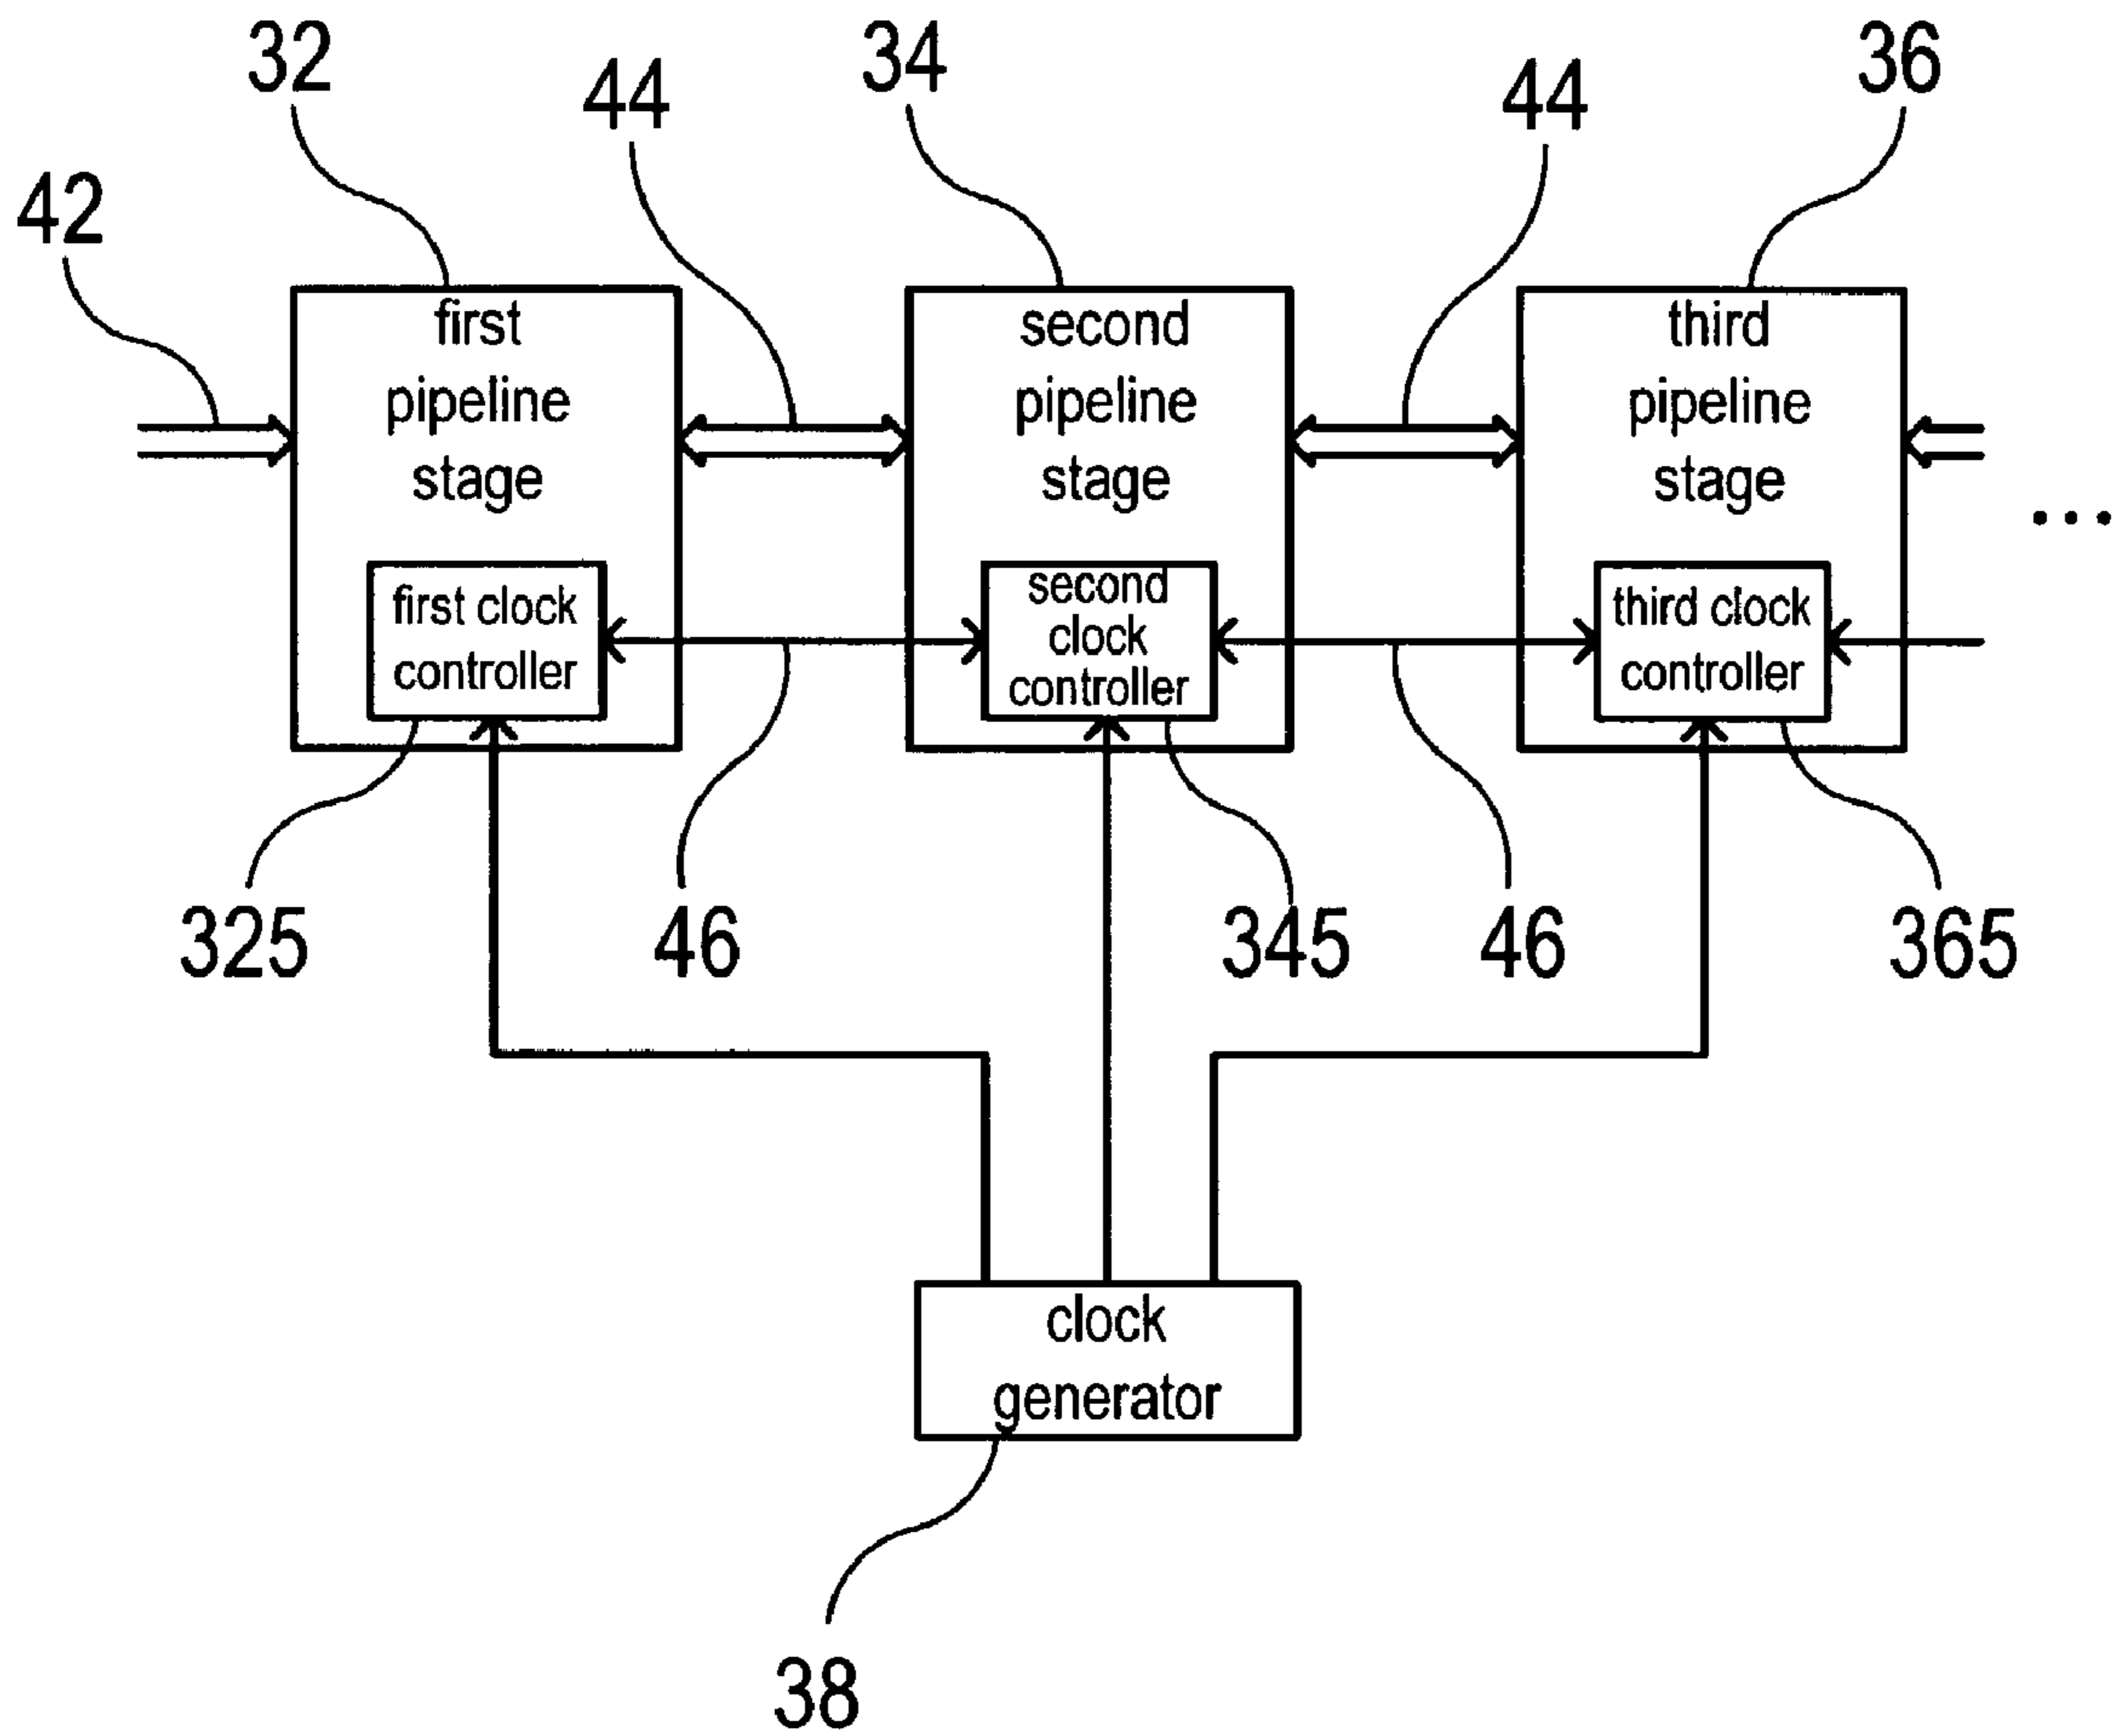 32
34
36
44
44
42
first
pipeline
stage
second
pipeline
stage
third
pipeline
stage
...
first clock
controller
second
clock
controller
third clock
controller
325
46
345
46
365
clock
generator
38